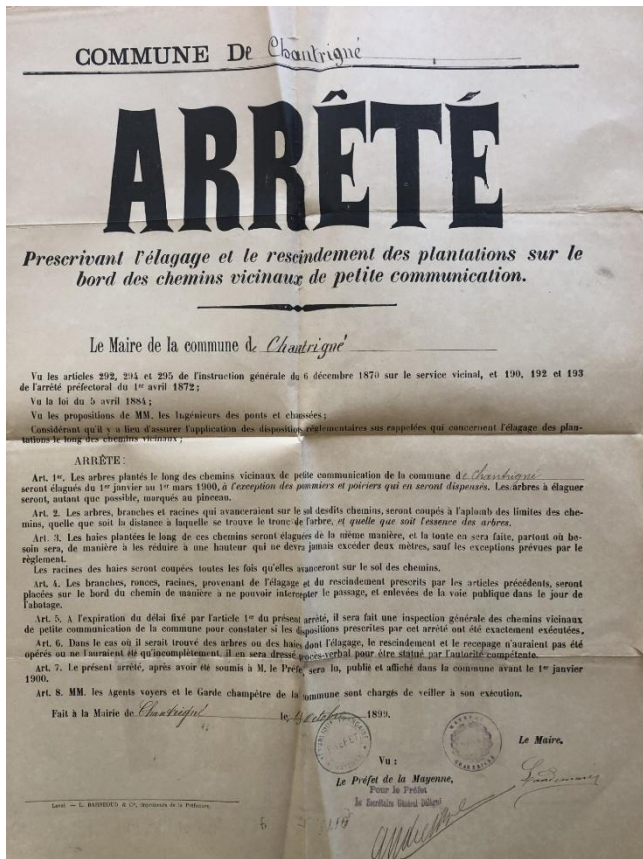 COMMUNE De Chantrigné
ARRÊTÉ
Prescrivant l'élagage et le rescindement des plantations sur le
bord des chemins vicinaux de petite communication.
Le Maire de la commune de Chantrigné
Vu les articles 292, 294 et 295 de l'instruction générale du 6 décembre 1870 sur le service vicinal, et 190, 192 et 193
de l'arrêté préfectoral du 1er avril 1872;
Vu la loi du 5 avril 1884;
Vu les propositions de MM. les Ingénieurs des ponts et chaussées;
Considérant qu'il y a lieu d'assurer l'application des dispositions réglementaires sus rappelées qui concernent l'élagage des plan-
tations le long des chemins vicinaux;
ARRÊTE:
Art. 1er. Les arbres plantés le long des chemins vicinaux de petite communication de la commune de Chantrigné
seront élagués du 1er janvier au 1er mars 1900, à l'exception des pommiers et poiriers qui en seront dispensés. Les arbres à élaguer
seront, autant que possible, marqués au pinceau.
Art. 2. Les arbres, branches et racines qui avanceraient sur le sol desdits chemins, seront coupés à l'aplomb des limites des che-
mins, quelle que soit la distance à laquelle se trouve le tronc de l'arbre, et quelle que soit l'essence des arbres.
Art. 3. Les haies plantées le long de ces chemins seront élaguées de la même manière, et la tonte en sera faite, partout où be-
soin sera, de manière à les réduire à une hauteur qui ne devra jamais excéder deux mètres, sauf les exceptions prévues par le
règlement.
Les racines des haies seront coupées toutes les fois qu'elles avanceront sur le sol des chemins.
Art. 4. Les branches, ronces, racines, provenant de l'élagage et du rescindement prescrits par les articles précédents, seront
placées sur le bord du chemin de manière à ne pouvoir intercepter le passage, et enlevées de la voie publique dans le jour de
l'abatage.
Art. 5. A l'expiration du délai fixé par l'article 1er du présent arrêté, il sera fait une inspection générale des chemins vicinaux
de petite communication de la commune pour constater si les dispositions prescrites par cet arrêté ont été exactement exécutées.
Art. 6. Dans le cas où il serait trouvé des arbres ou des haies dont l'élagage, le rescindement et le recepage n'auraient pas été
opérés ou ne l'auraient été qu'incomplètement, il en sera dressé procès-verbal pour être statué par l'autorité compétente.
Art. 7. Le présent arrêté, après avoir été soumis à M. le Préfet, sera lu, publié et affiché dans la commune avant le 1er janvier
1900.
Art. 8. MM. les Agents voyers et le Garde champêtre de la commune sont chargés de veiller à son exécution.
Fait à la Mairie de Chantrigné le octobre 1899.
Le Maire,
Vu:
Le Préfet de la Mayenne,
Pour le Préfet
Le Secrétaire Général Délégué
Laval. — L. BARNÉOUD & Cie, imprimeurs de la Préfecture.